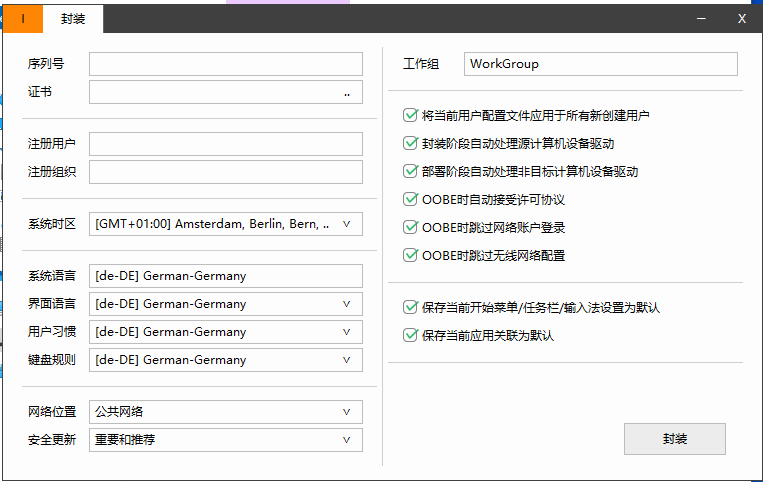 I 封装 — X
序列号
证书 ..
注册用户
注册组织
系统时区 [GMT+01:00] Amsterdam, Berlin, Bern, ..
系统语言 [de-DE] German-Germany
界面语言 [de-DE] German-Germany
用户习惯 [de-DE] German-Germany
键盘规则 [de-DE] German-Germany
网络位置 公共网络
安全更新 重要和推荐
工作组 WorkGroup
将当前用户配置文件应用于所有新创建用户
封装阶段自动处理源计算机设备驱动
部署阶段自动处理非目标计算机设备驱动
OOBE时自动接受许可协议
OOBE时跳过网络账户登录
OOBE时跳过无线网络配置
保存当前开始菜单/任务栏/输入法设置为默认
保存当前应用关联为默认
封装